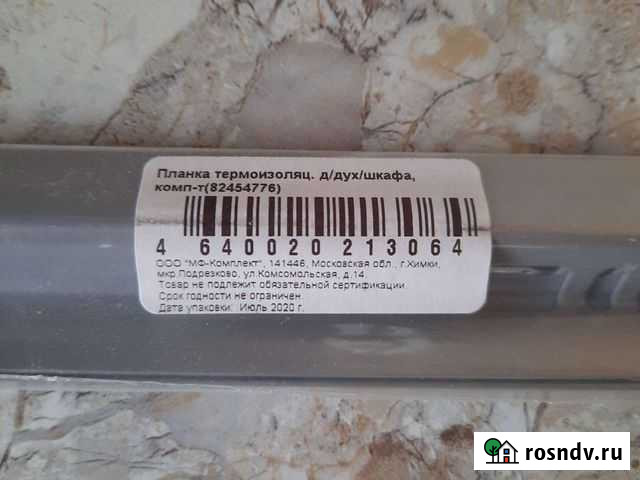 Планка термоизоляц. д/дух/шкафа,
комп-т(82454776)
4 640020 213064
ООО "МФ-Комплект", 141446, Московская обл., г.Химки,
мкр.Подрезково, ул.Комсомольская, д.14.
Товар не подлежит обязательной сертификации.
Срок годности не ограничен.
Дата упаковки: Июль 2020 г.
rosndv.ru